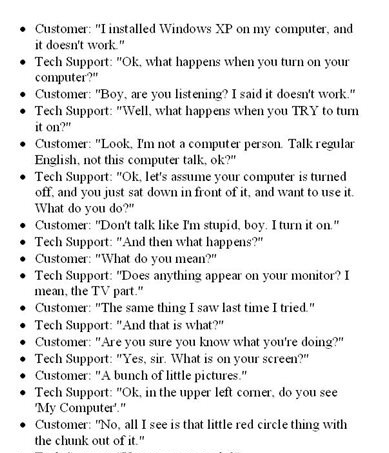 • Customer: "I installed Windows XP on my computer, and
it doesn't work."
• Tech Support: "Ok, what happens when you turn on your
computer?"
• Customer: "Boy, are you listening? I said it doesn't work."
• Tech Support: "Well, what happens when you TRY to turn
it on?"
• Customer: "Look, I'm not a computer person. Talk regular
English, not this computer talk, ok?"
• Tech Support: "Ok, let's assume your computer is turned
off, and you just sat down in front of it, and want to use it.
What do you do?"
• Customer: "Don't talk like I'm stupid, boy. I turn it on."
• Tech Support: "And then what happens?"
• Customer: "What do you mean?"
• Tech Support: "Does anything appear on your monitor? I
mean, the TV part."
• Customer: "The same thing I saw last time I tried."
• Tech Support: "And that is what?"
• Customer: "Are you sure you know what you're doing?"
• Tech Support: "Yes, sir. What is on your screen?"
• Customer: "A bunch of little pictures."
• Tech Support: "Ok, in the upper left corner, do you see
'My Computer'."
• Customer: "No, all I see is that little red circle thing with
the chunk out of it."